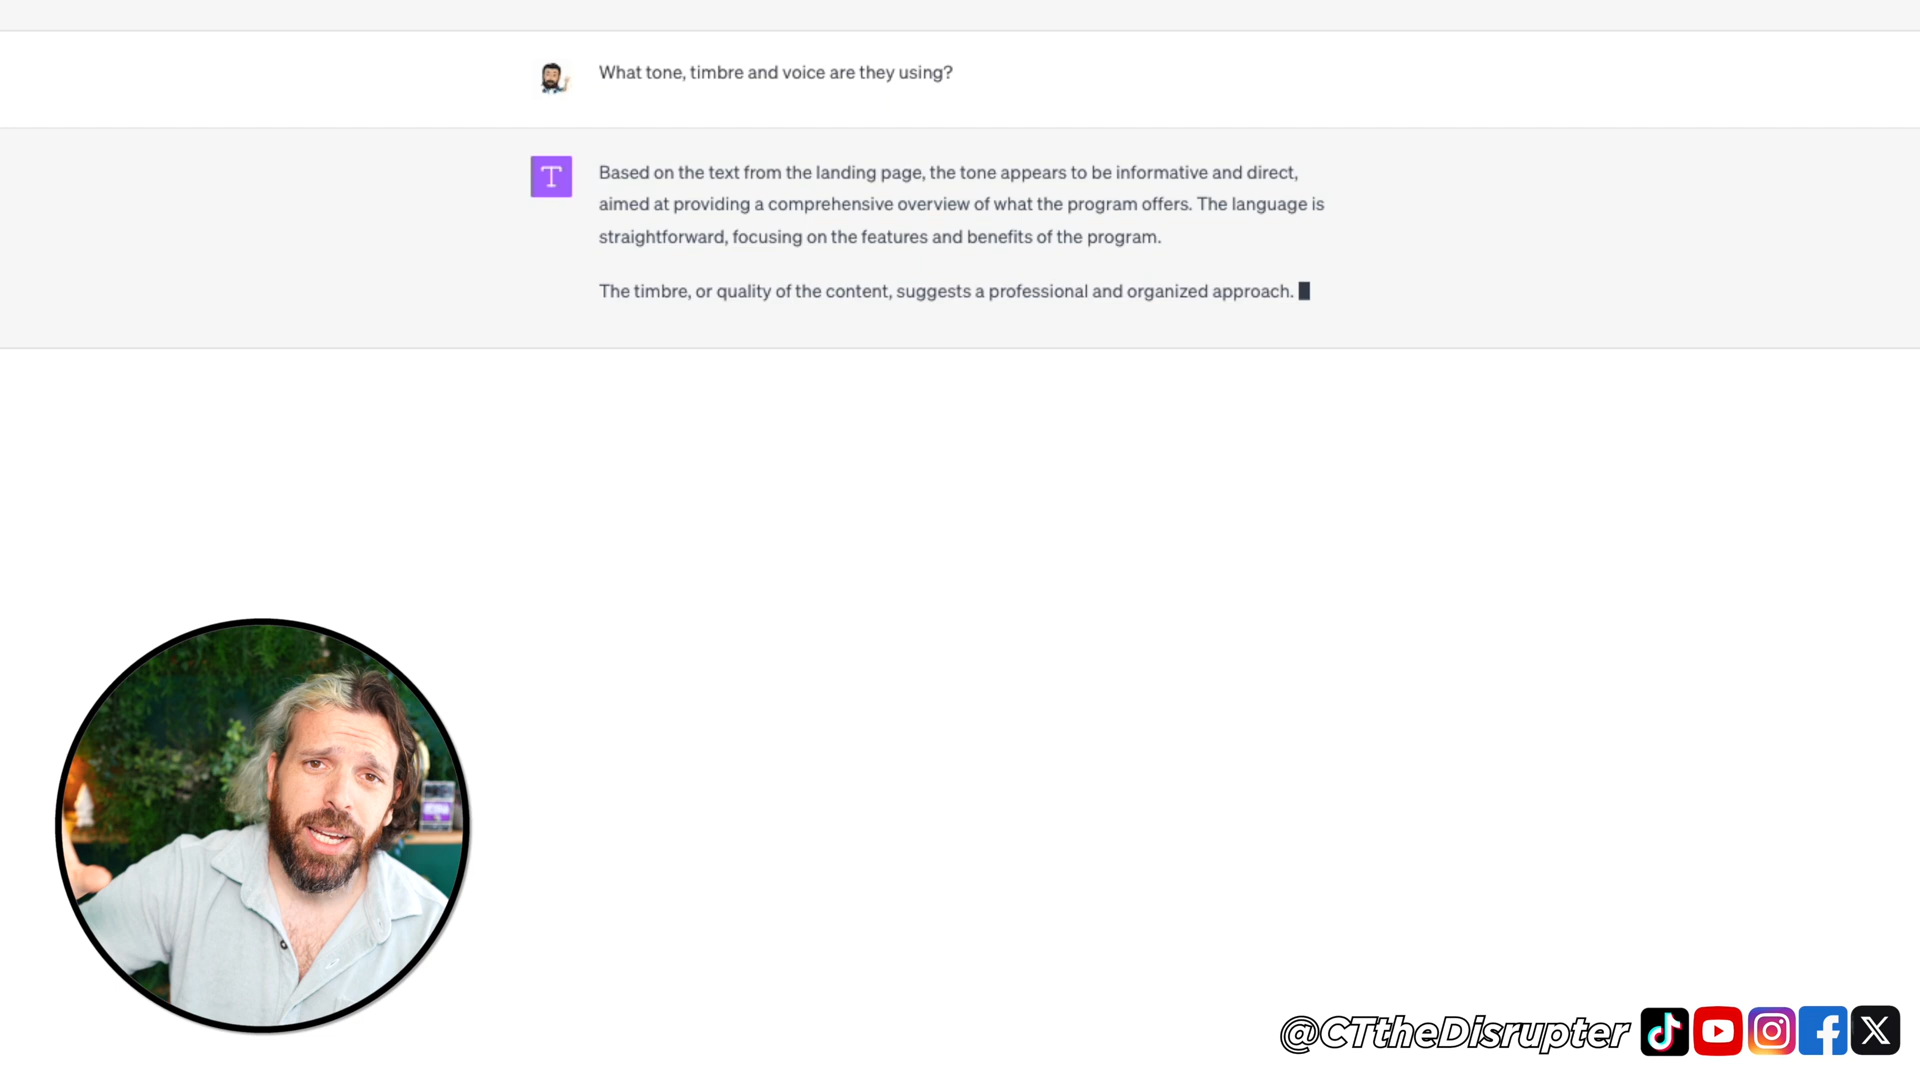 What tone, timbre and voice are they using?
T
Based on the text from the landing page, the tone appears to be informative and direct,
aimed at providing a comprehensive overview of what the program offers. The language is
straightforward, focusing on the features and benefits of the program.
The timbre, or quality of the content, suggests a professional and organized approach.
@CTtheDisrupter